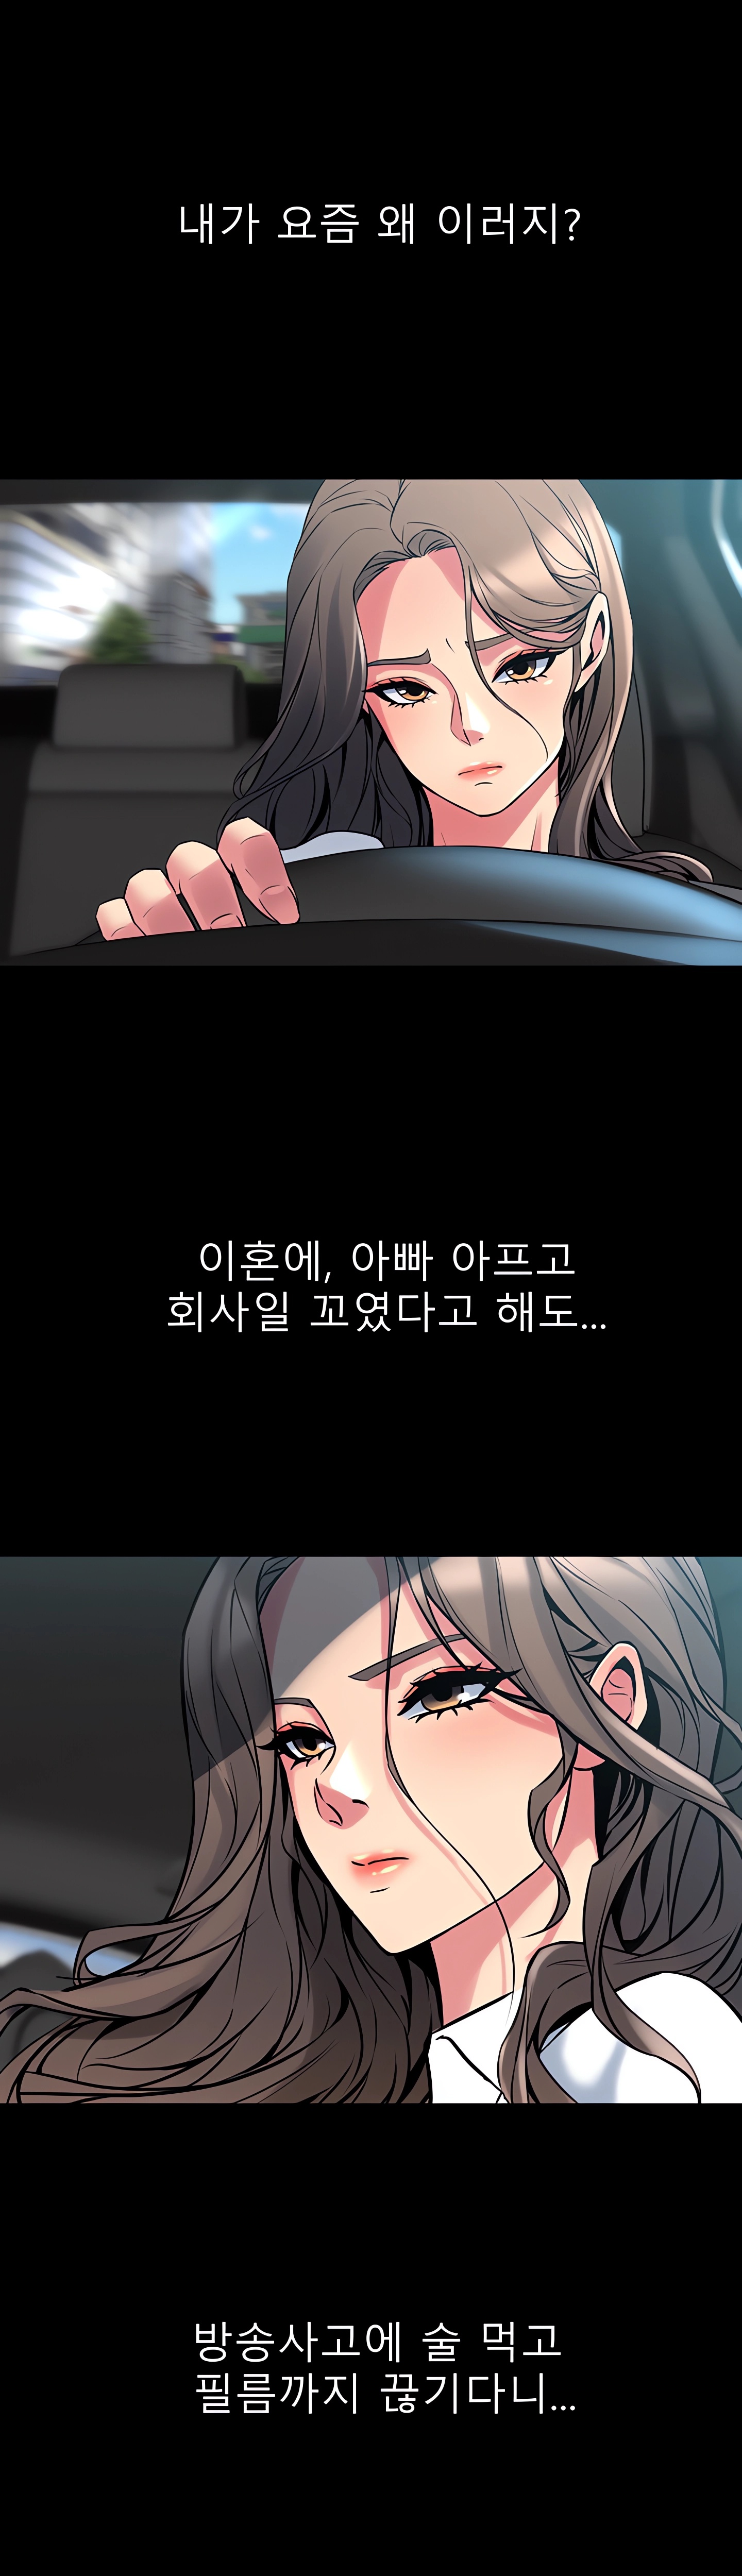 내가 요즘 왜 이러지?
이혼에, 아빠 아프고
회사일 꼬였다고 해도...
방송사고에 술 먹고
필름까지 끊기다니...